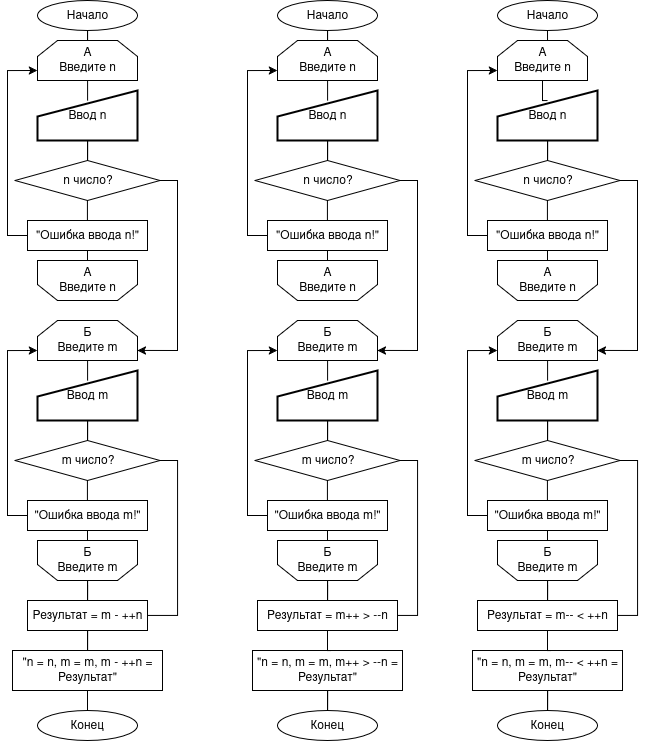 Начало
А
Введите n
Ввод n
n число?
"Ошибка ввода n!"
А
Введите n
Б
Введите m
Ввод m
m число?
"Ошибка ввода m!"
Б
Введите m
Результат = m - ++n
"n = n, m = m, m - ++n =
Результат"
Конец
Начало
А
Введите n
Ввод n
n число?
"Ошибка ввода n!"
А
Введите n
Б
Введите m
Ввод m
m число?
"Ошибка ввода m!"
Б
Введите m
Результат = m++ > --n
"n = n, m = m, m++ > --n =
Результат"
Конец
Начало
А
Введите n
Ввод n
n число?
"Ошибка ввода n!"
А
Введите n
Б
Введите m
Ввод m
m число?
"Ошибка ввода m!"
Б
Введите m
Результат = m-- < ++n
"n = n, m = m, m-- < ++n =
Результат"
Конец